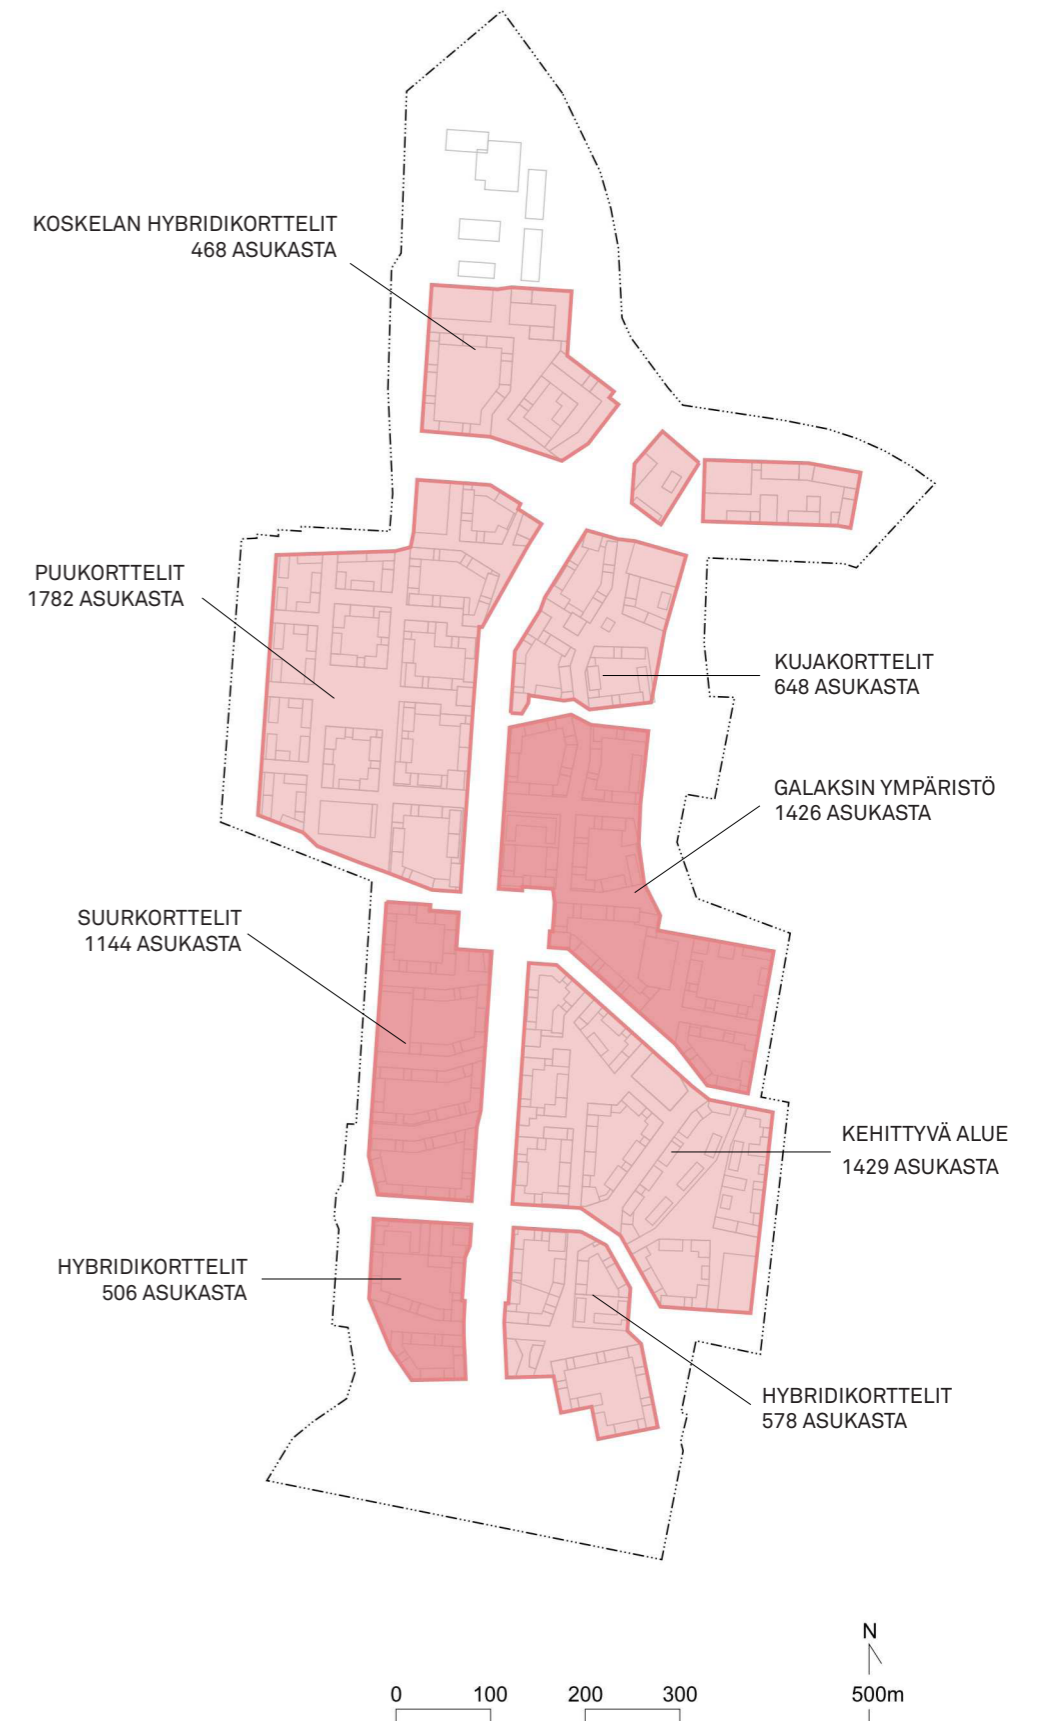 KOSKELAN HYBRIDIKORTTELIT
468 ASUKASTA
PUUKORTTELIT
1782 ASUKASTA
KUJAKORTTELIT
648 ASUKASTA
GALAKSIN YMPÄRISTÖ
1426 ASUKASTA
SUURKORTTELIT
1144 ASUKASTA
KEHITTYVÄ ALUE
1429 ASUKASTA
HYBRIDIKORTTELIT
506 ASUKASTA
HYBRIDIKORTTELIT
578 ASUKASTA
N
0 100 200 300 500m